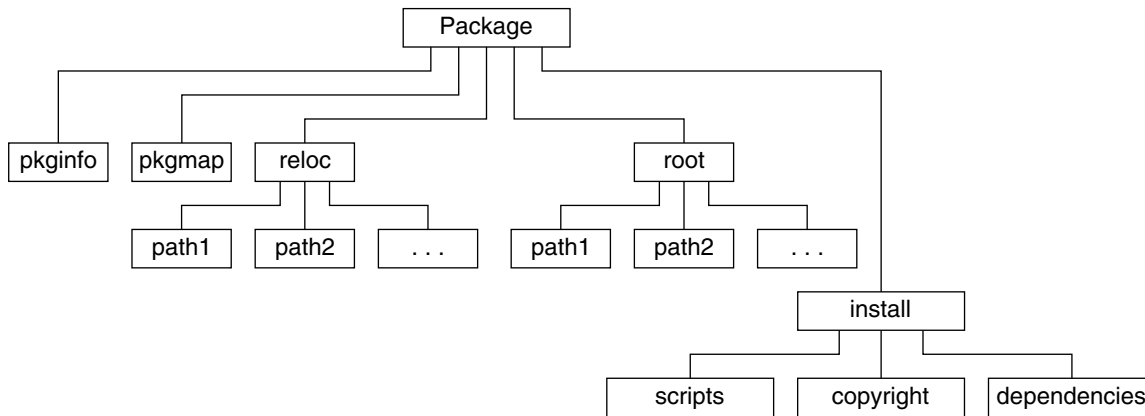 Package
pkginfo
pkgmap
reloc
root
path1
path2
. . .
path1
path2
. . .
install
scripts
copyright
dependencies